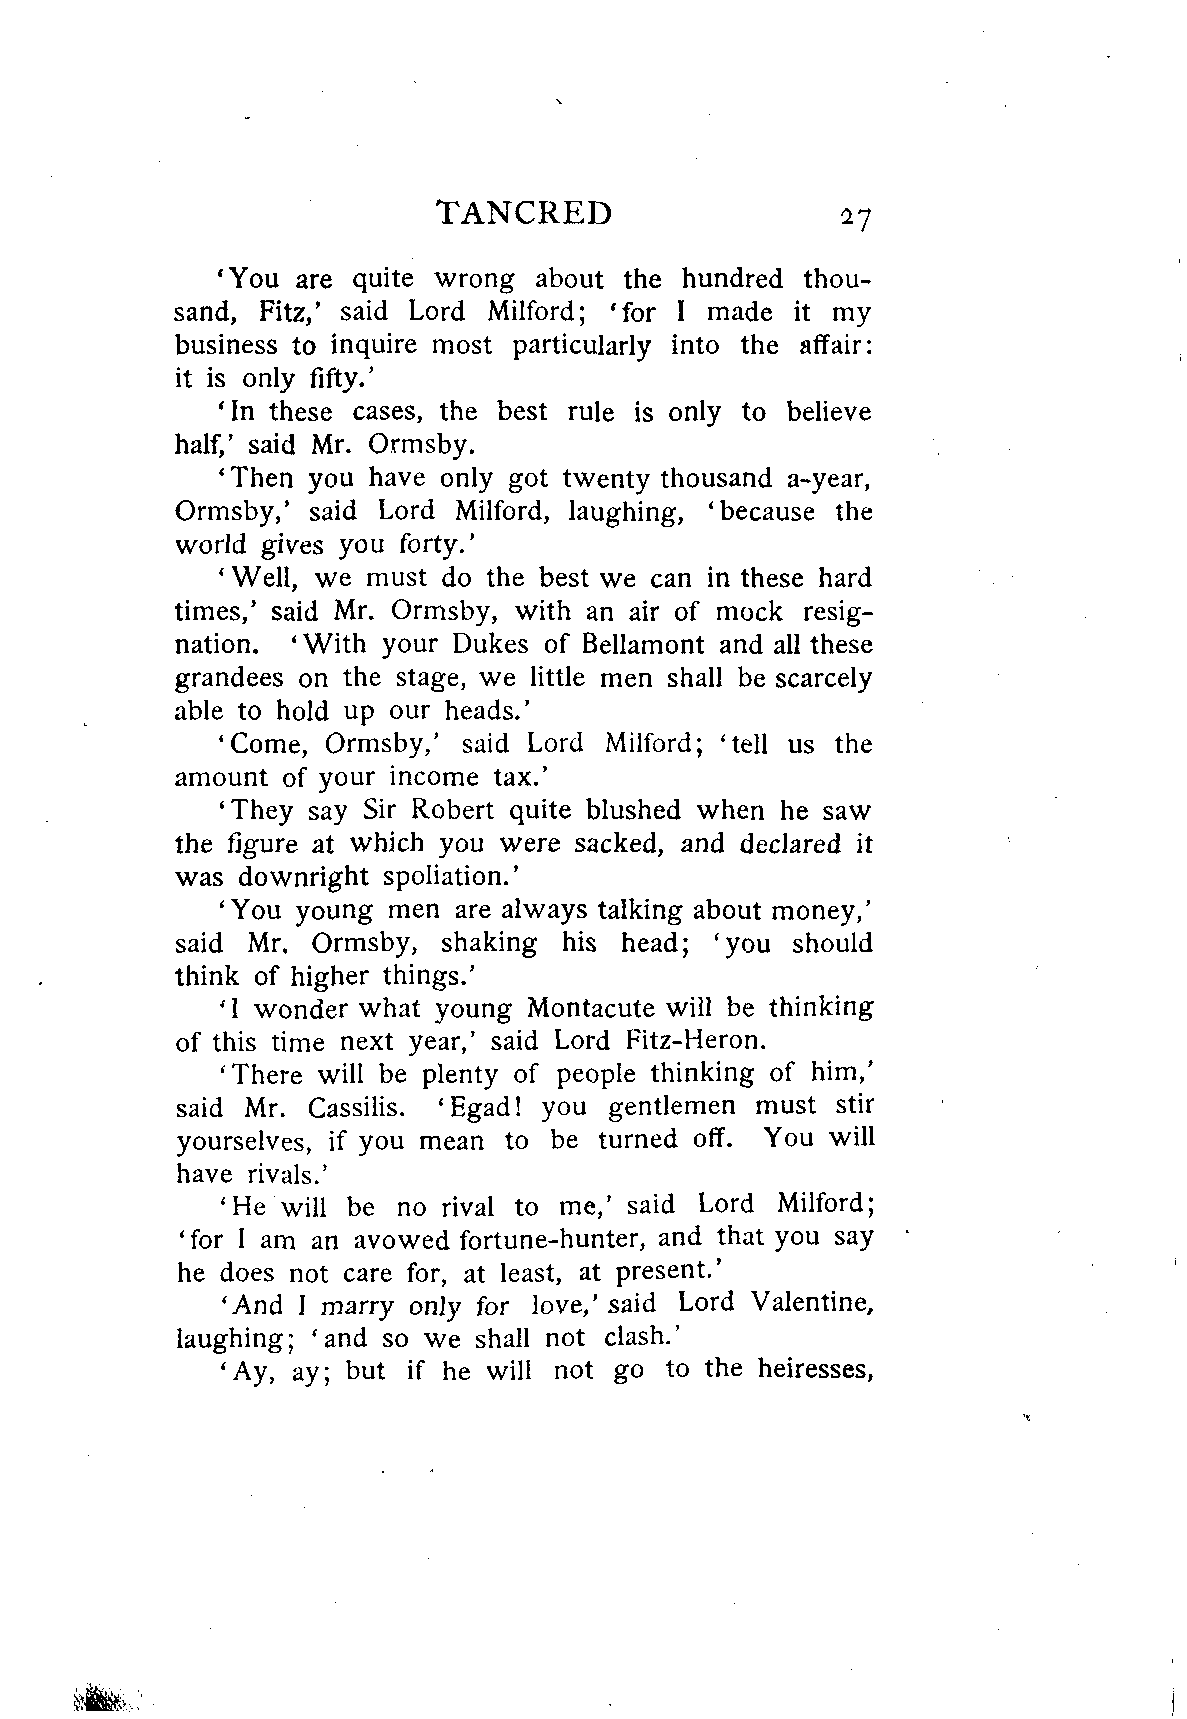 TANCRED 27
'You are quite wrong about the hundred thou-
sand, Fitz,' said Lord Milford; 'for I made it my
business to inquire most particularly into the affair:
it is only fifty.'
'In these cases, the best rule is only to believe
half,' said Mr. Ormsby.
'Then you have only got twenty thousand a-year,
Ormsby,' said Lord Milford, laughing, 'because the
world gives you forty.'
'Well, we must do the best we can in these hard
times,' said Mr. Ormsby, with an air of mock resig-
nation. 'With your Dukes of Bellamont and all these
grandees on the stage, we little men shall be scarcely
able to hold up our heads.'
'Come, Ormsby,' said Lord Milford; 'tell us the
amount of your income tax.'
'They say Sir Robert quite blushed when he saw
the figure at which you were sacked, and declared it
was downright spoliation.'
'You young men are always talking about money,'
said Mr. Ormsby, shaking his head; 'you should
think of higher things.'
'I wonder what young Montacute will be thinking
of this time next year,' said Lord Fitz-Heron.
'There will be plenty of people thinking of him,'
said Mr. Cassilis. 'Egad! you gentlemen must stir
yourselves, if you mean to be turned off. You will
have rivals.'
'He will be no rival to me,' said Lord Milford;
'for I am an avowed fortune-hunter, and that you say
he does not care for, at least, at present.'
'And I marry only for love,' said Lord Valentine,
laughing; 'and so we shall not clash.'
'Ay, ay; but if he will not go to the heiresses,